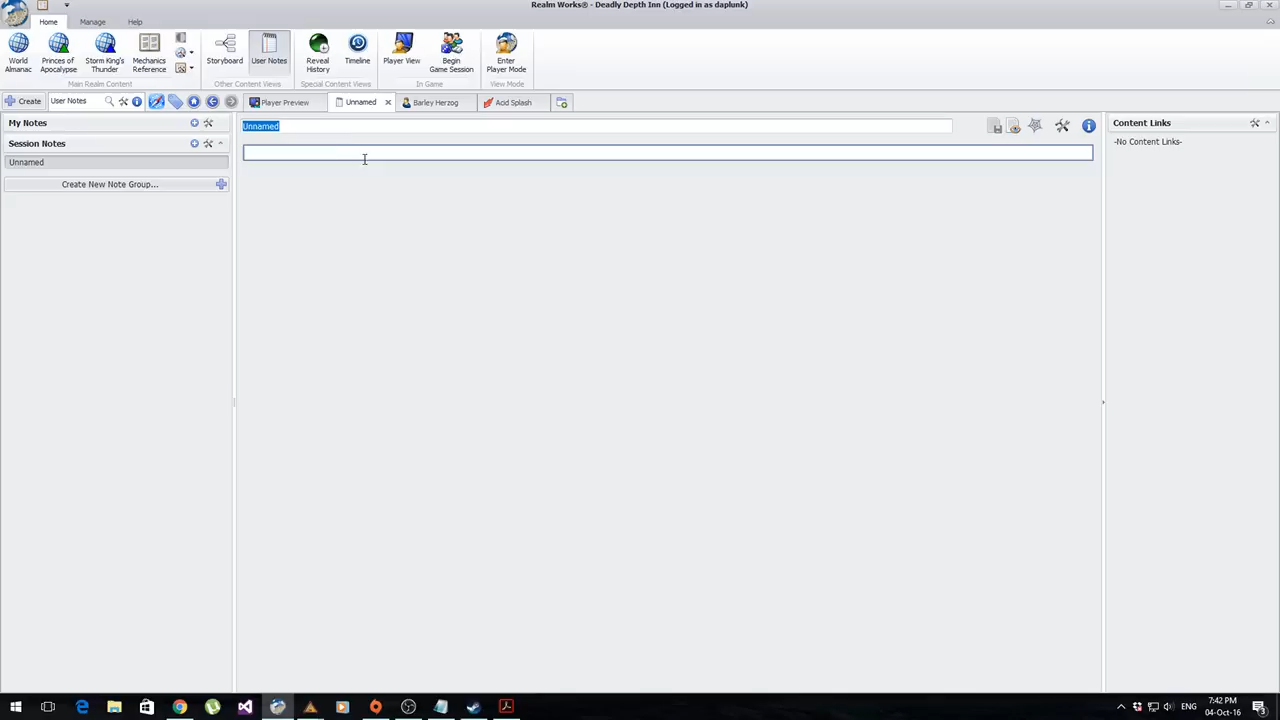 Realm Works® - Deadly Depth Inn (Logged in as daplunk)
Home Manage Help
World Almanac
Princes of Apocalypse
Storm King's Thunder
Mechanics Reference
Storyboard
User Notes
Reveal History
Timeline
Player View
Begin Game Session
Enter Player Mode
Main Realm Content
Other Content Views
Special Content Views
In Game
View Mode
Create
User Notes
Player Preview
Unnamed
Barley Herzog
Acid Splash
My Notes
Session Notes
Unnamed
Create New Note Group...
Unnamed
Content Links
-No Content Links-
ENG
7:42 PM
04-Oct-16